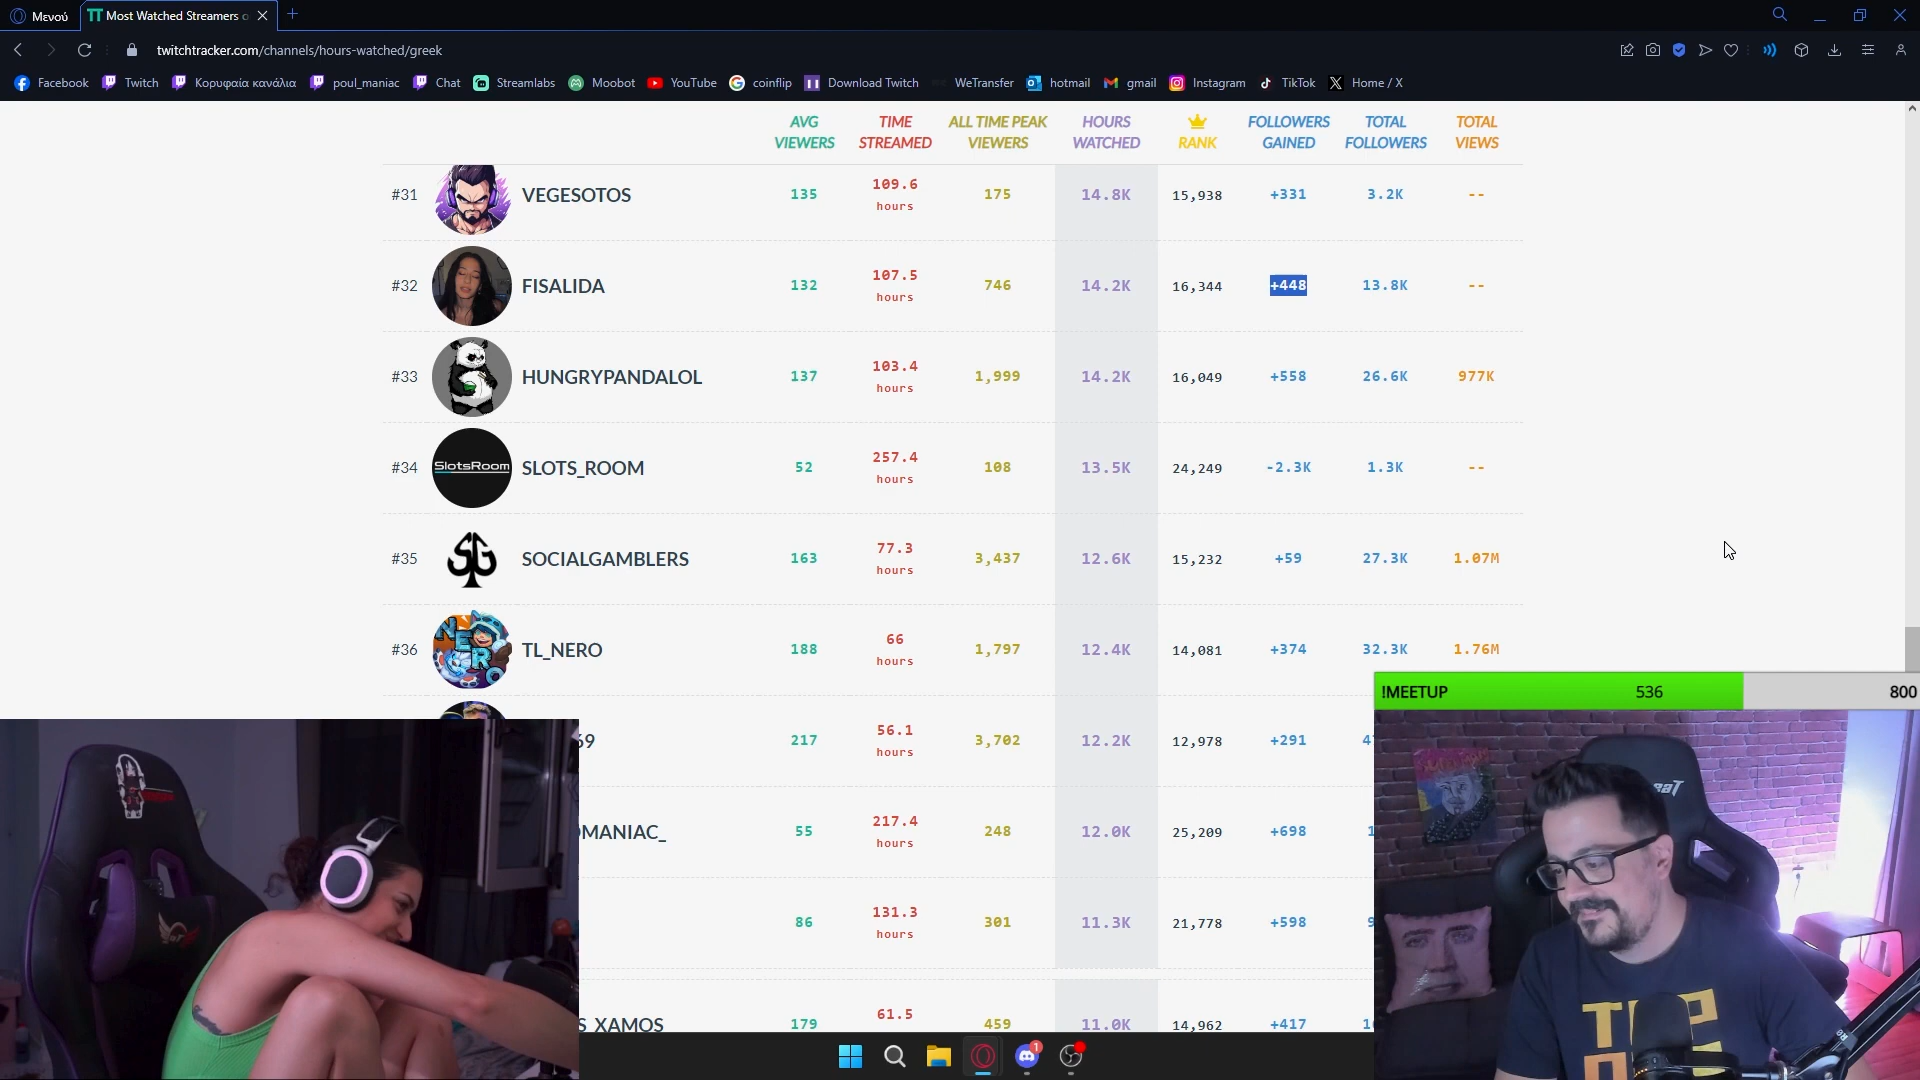 Μενού
Most Watched Streamers o
twitchtracker.com/channels/hours-watched/greek
Facebook Twitch Κορυφαία κανάλια poul_maniac Chat Streamlabs Moobot YouTube coinflip Download Twitch WeTransfer hotmail gmail Instagram TikTok Home / X
AVG VIEWERS TIME STREAMED ALL TIME PEAK VIEWERS HOURS WATCHED RANK FOLLOWERS GAINED TOTAL FOLLOWERS TOTAL VIEWS
#31 VEGESOTOS 135 109.6 hours 175 14.8K 15,938 +331 3.2K --
#32 FISALIDA 132 107.5 hours 746 14.2K 16,344 +448 13.8K --
#33 HUNGRYPANDALOL 137 103.4 hours 1,999 14.2K 16,049 +558 26.6K 977K
#34 SlotsRoom SLOTS_ROOM 52 257.4 hours 108 13.5K 24,249 -2.3K 1.3K --
#35 SG SOCIALGAMBLERS 163 77.3 hours 3,437 12.6K 15,232 +59 27.3K 1.07M
#36 NERO TL_NERO 188 66 hours 1,797 12.4K 14,081 +374 32.3K 1.76M
!MEETUP 536 800
69 217 56.1 hours 3,702 12.2K 12,978 +291 4
MANIAC_ 55 217.4 hours 248 12.0K 25,209 +698 1
86 131.3 hours 301 11.3K 21,778 +598 9
S_XAMOS 179 61.5 459 11.0K 14,962 +417 1
1